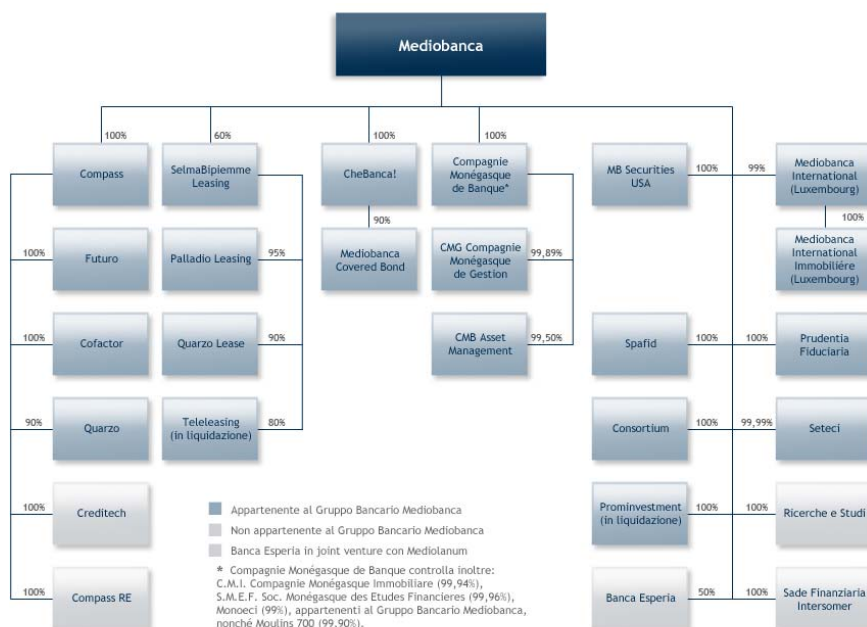 Mediobanca
100%
60%
100%
100%
Compass
SelmaBipiemme
Leasing
CheBanca!
Compagnie
Monégasque
de Banque*
MB Securities
USA
100%
99%
Mediobanca
International
(Luxembourg)
90%
100%
100%
Futuro
Palladio Leasing
95%
Mediobanca
Covered Bond
CMG Compagnie
Monégasque
de Gestion
99,89%
Mediobanca
International
Immobiliére
(Luxembourg)
100%
Cofactor
Quarzo Lease
90%
CMB Asset
Management
99,50%
Spafid
100%
100%
Prudentia
Fiduciaria
90%
Quarzo
Teleleasing
(in liquidazione)
80%
Consortium
100%
99,99%
Seteci
100%
Creditech
Prominvestment
(in liquidazione)
100%
100%
Ricerche e Studi
100%
Compass RE
Banca Esperia
50%
100%
Sade Finanziaria
Intersomer
Appartenente al Gruppo Bancario Mediobanca
Non appartenente al Gruppo Bancario Mediobanca
Banca Esperia in joint venture con Mediolanum
* Compagnie Monégasque de Banque controlla inoltre:
C.M.I. Compagnie Monégasque Immobiliare (99,94%),
S.M.E.F. Soc. Monégasque des Etudes Financieres (99,96%),
Monoeci (99%), appartenenti al Gruppo Bancario Mediobanca,
nonché Moulins 700 (99,90%).